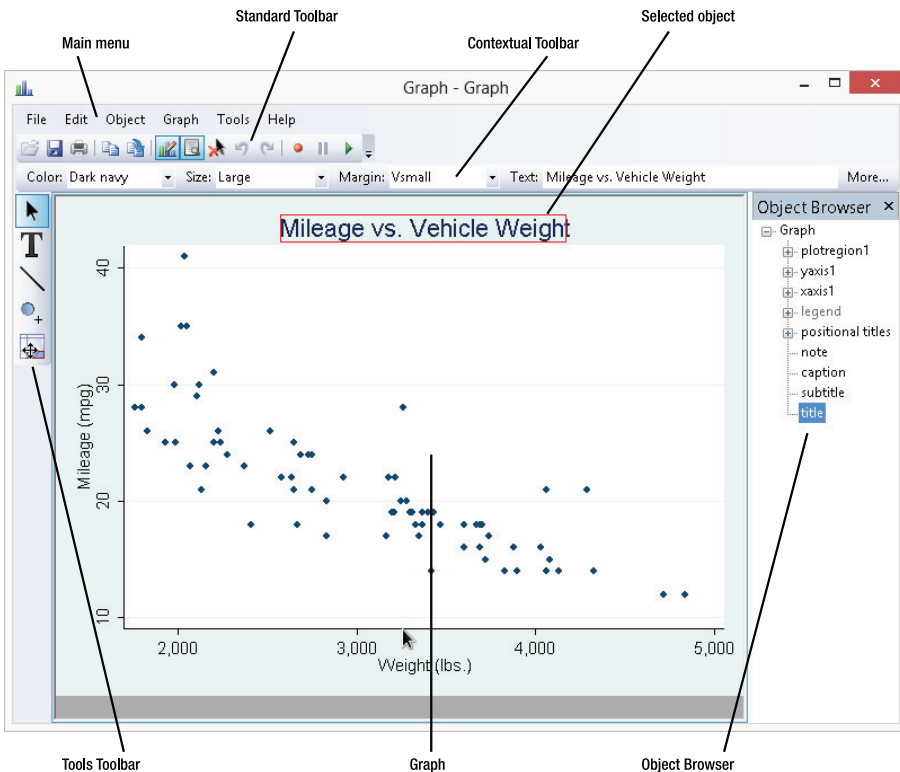 Standard Toolbar
Selected object
Main menu
Contextual Toolbar
Graph - Graph
File Edit Object Graph Tools Help
Color: Dark navy Size: Large Margin: Vsmall Text: Mileage vs. Vehicle Weight More...
Object Browser
Graph
plotregion1
yaxis1
xaxis1
legend
positional titles
note
caption
subtitle
title
T
Mileage vs. Vehicle Weight
Mileage (mpg)
40
30
20
10
2,000 3,000 4,000 5,000
Weight (lbs.)
Tools Toolbar
Graph
Object Browser